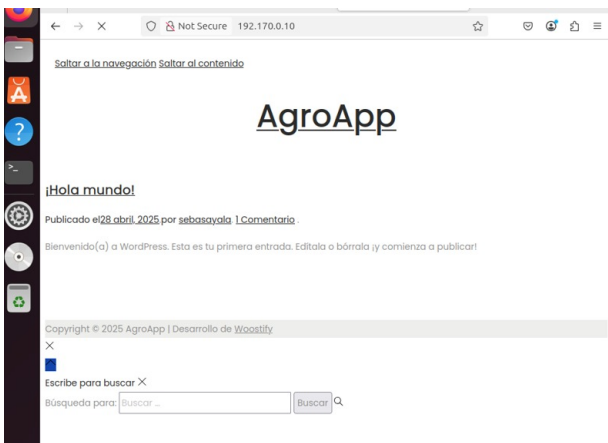 Not Secure 192.170.0.10
Saltar a la navegación Saltar al contenido
AgroApp
¡Hola mundo!
Publicado el28 abril, 2025 por sebasayala. 1 Comentario .
Bienvenido(a) a WordPress. Esta es tu primera entrada. Editala o bórrala ¡y comienza a publicar!
Copyright © 2025 AgroApp | Desarrollo de Woostify
Escribe para buscar
Búsqueda para: Buscar … Buscar